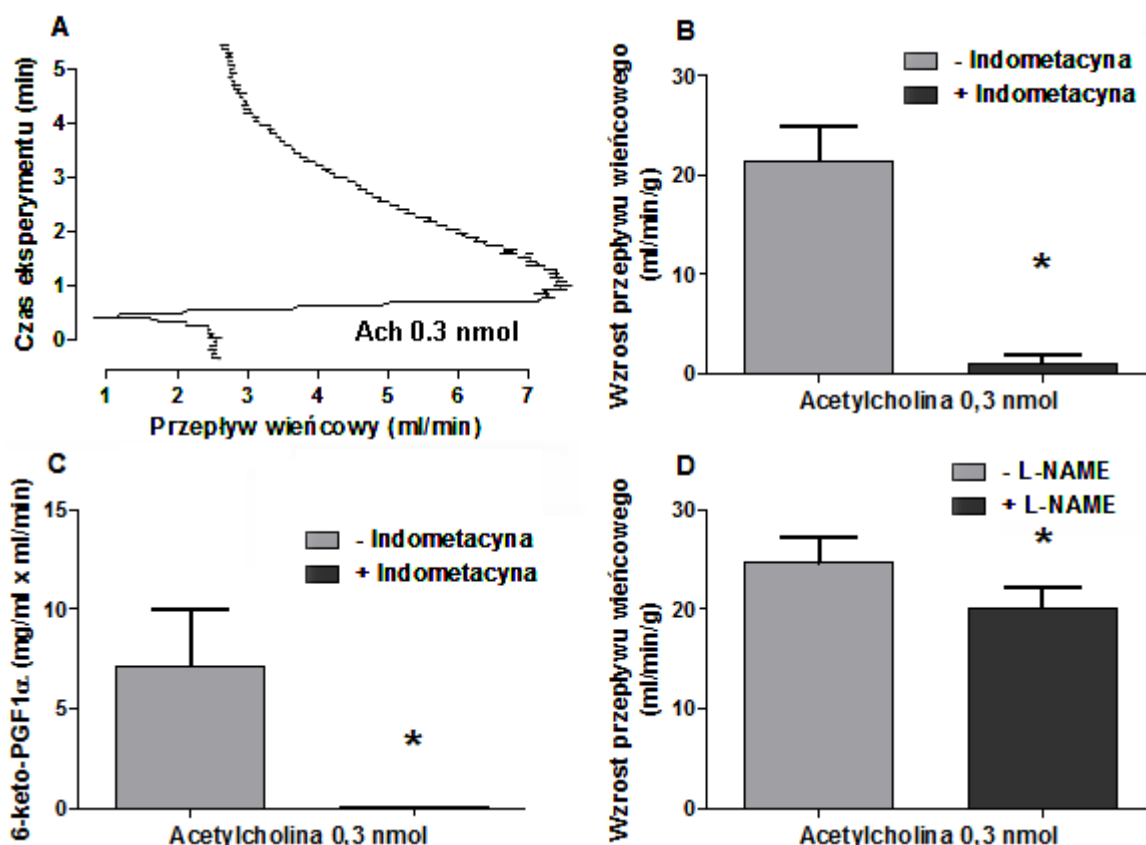 A
Czas eksperymentu (min)
5
4
3
2
1
0
Ach 0.3 nmol
1 2 3 4 5 6 7
Przepływ wieńcowy (ml/min)
B
Wzrost przepływu wieńcowego
(ml/min/g)
- Indometacyna
+ Indometacyna
30
20
10
0
*
Acetylcholina 0,3 nmol
C
6-keto-PGF1α (mg/ml x ml/min)
- Indometacyna
+ Indometacyna
15
10
5
0
*
Acetylcholina 0,3 nmol
D
Wzrost przepływu wieńcowego
(ml/min/g)
- L-NAME
+ L-NAME
30
20
10
0
*
Acetylcholina 0,3 nmol